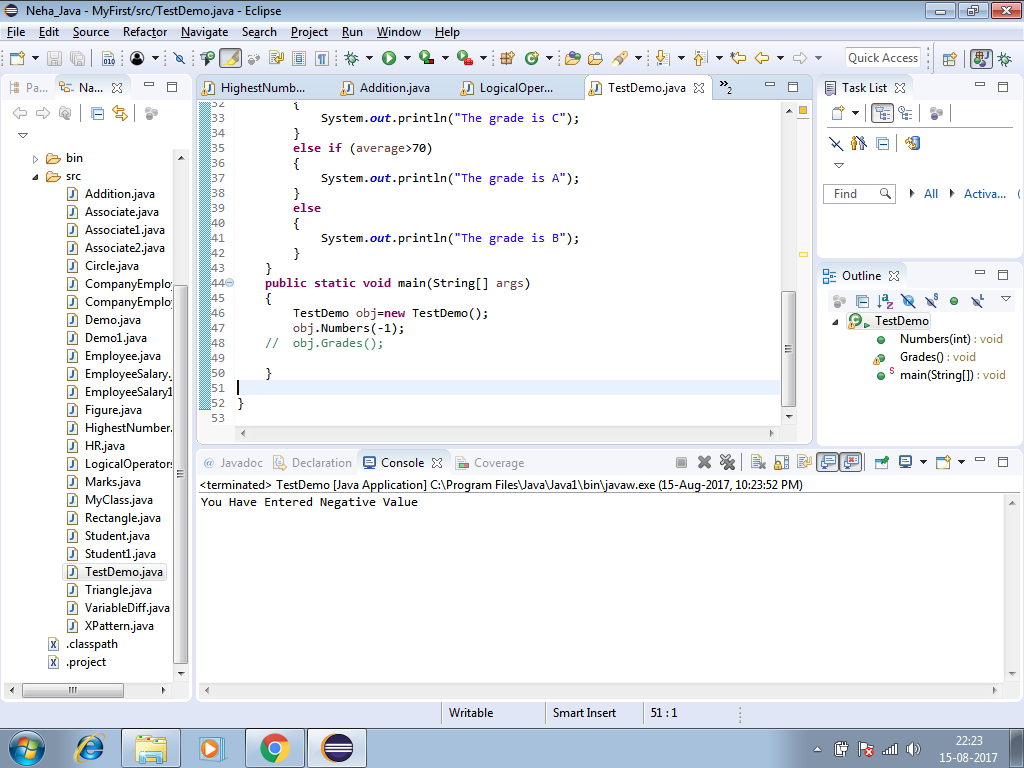 Neha_Java - MyFirst/src/TestDemo.java - Eclipse
File Edit Source Refactor Navigate Search Project Run Window Help
Quick Access
Pa...
Na...
bin
src
Addition.java
Associate.java
Associate1.java
Associate2.java
Circle.java
CompanyEmplo
CompanyEmplo
Demo.java
Demo1.java
Employee.java
EmployeeSalary.
EmployeeSalary1
Figure.java
HighestNumber.
HR.java
LogicalOperator
Marks.java
MyClass.java
Rectangle.java
Student.java
Student1.java
TestDemo.java
Triangle.java
VariableDiff.java
XPattern.java
.classpath
.project
HighestNumb... Addition.java LogicalOper... TestDemo.java »2
32 {
33 System.out.println("The grade is C");
34 }
35 else if (average>70)
36 {
37 System.out.println("The grade is A");
38 }
39 else
40 {
41 System.out.println("The grade is B");
42 }
43 }
44 public static void main(String[] args)
45 {
46 TestDemo obj=new TestDemo();
47 obj.Numbers(-1);
48 // obj.Grades();
49
50 }
51
52 }
53
Task List
Find All Activa...
Outline
TestDemo
Numbers(int) : void
Grades() : void
main(String[]) : void
@ Javadoc Declaration Console Coverage
<terminated> TestDemo [Java Application] C:\Program Files\Java\Java1\bin\javaw.exe (15-Aug-2017, 10:23:52 PM)
You Have Entered Negative Value
Writable Smart Insert 51 : 1
22:23
15-08-2017